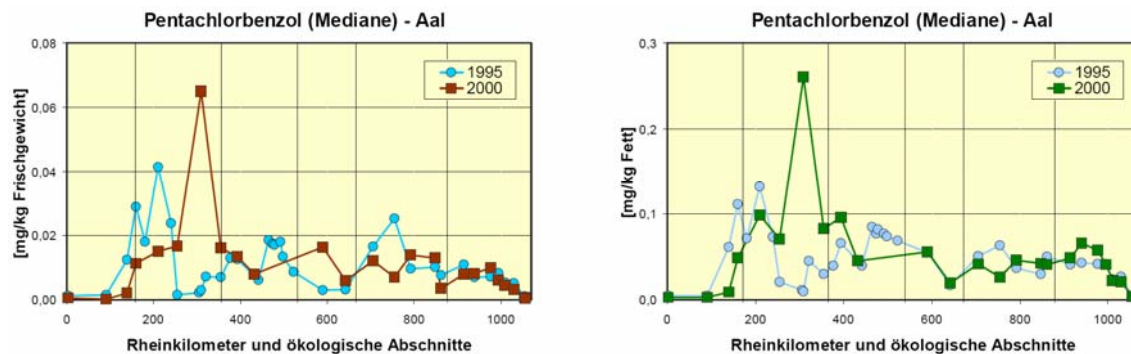 Pentachlorbenzol (Mediane) - Aal
[mg/kg Frischgewicht]
0,08
0,06
0,04
0,02
0,00
1995
2000
0 200 400 600 800 1000
Rheinkilometer und ökologische Abschnitte
Pentachlorbenzol (Mediane) - Aal
[mg/kg Fett]
0,3
0,2
0,1
0,0
1995
2000
0 200 400 600 800 1000
Rheinkilometer und ökologische Abschnitte